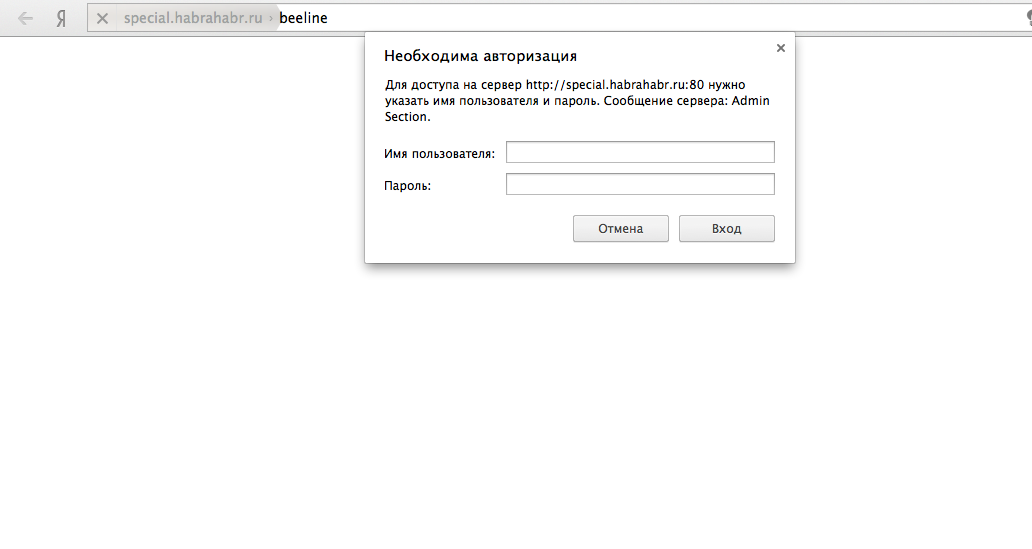 Я special.habrahabr.ru › beeline
Необходима авторизация
Для доступа на сервер http://special.habrahabr.ru:80 нужно
указать имя пользователя и пароль. Сообщение сервера: Admin
Section.
Имя пользователя:
Пароль:
Отмена Вход